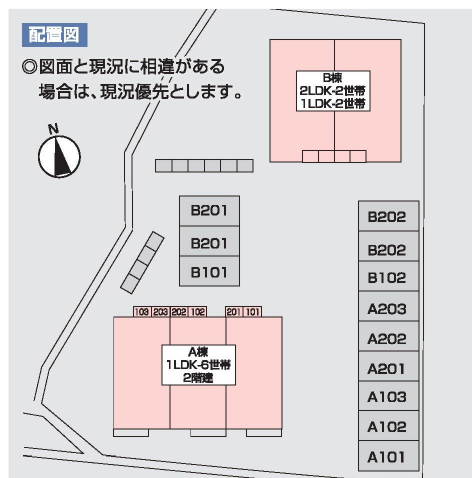 配置図
◎図面と現況に相違がある
場合は、現況優先とします。
N
B棟
2LDK-2世帯
1LDK-2世帯
B201
B201
B101
B202
B202
B102
A203
A202
A201
A103
A102
A101
103 203 202 102 201 101
A棟
1LDK-6世帯
2階建